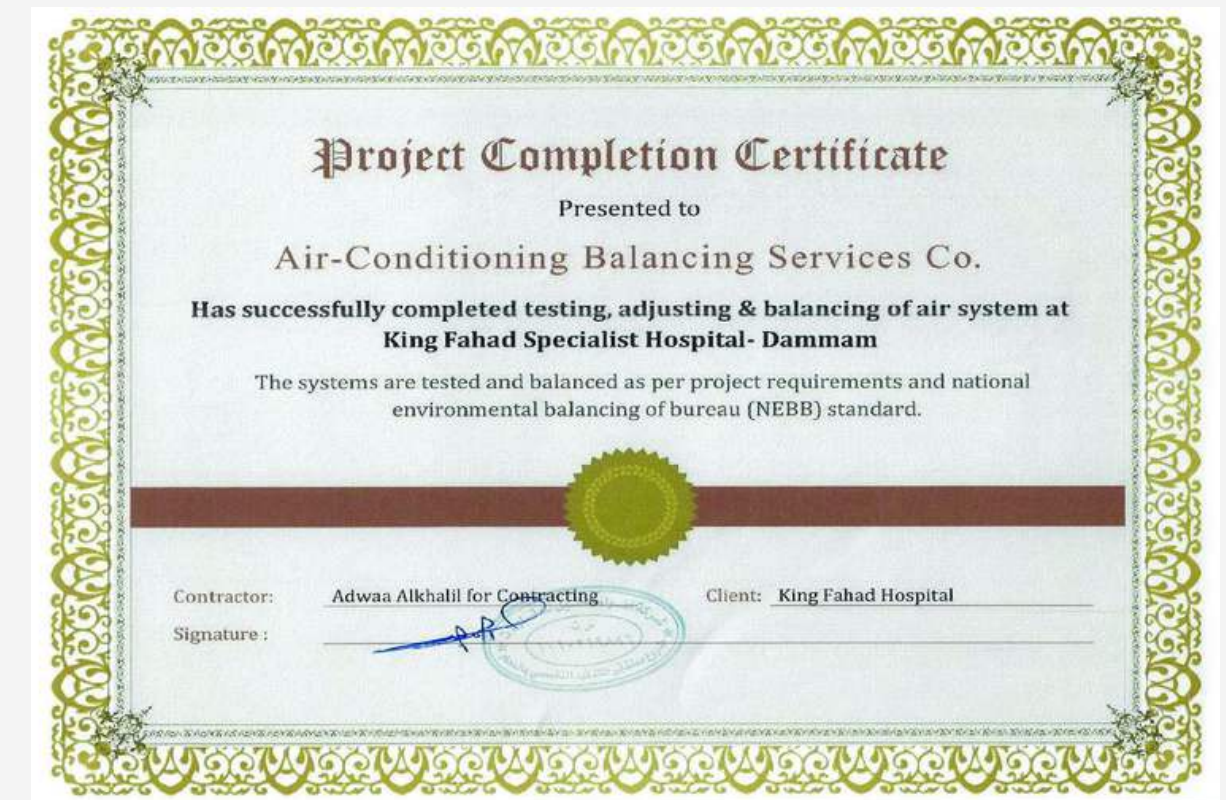 Project Completion Certificate
Presented to
Air-Conditioning Balancing Services Co.
Has successfully completed testing, adjusting & balancing of air system at
King Fahad Specialist Hospital- Dammam
The systems are tested and balanced as per project requirements and national
environmental balancing of bureau (NEBB) standard.
Contractor: Adwaa Alkhalil for Contracting Client: King Fahad Hospital
Signature :